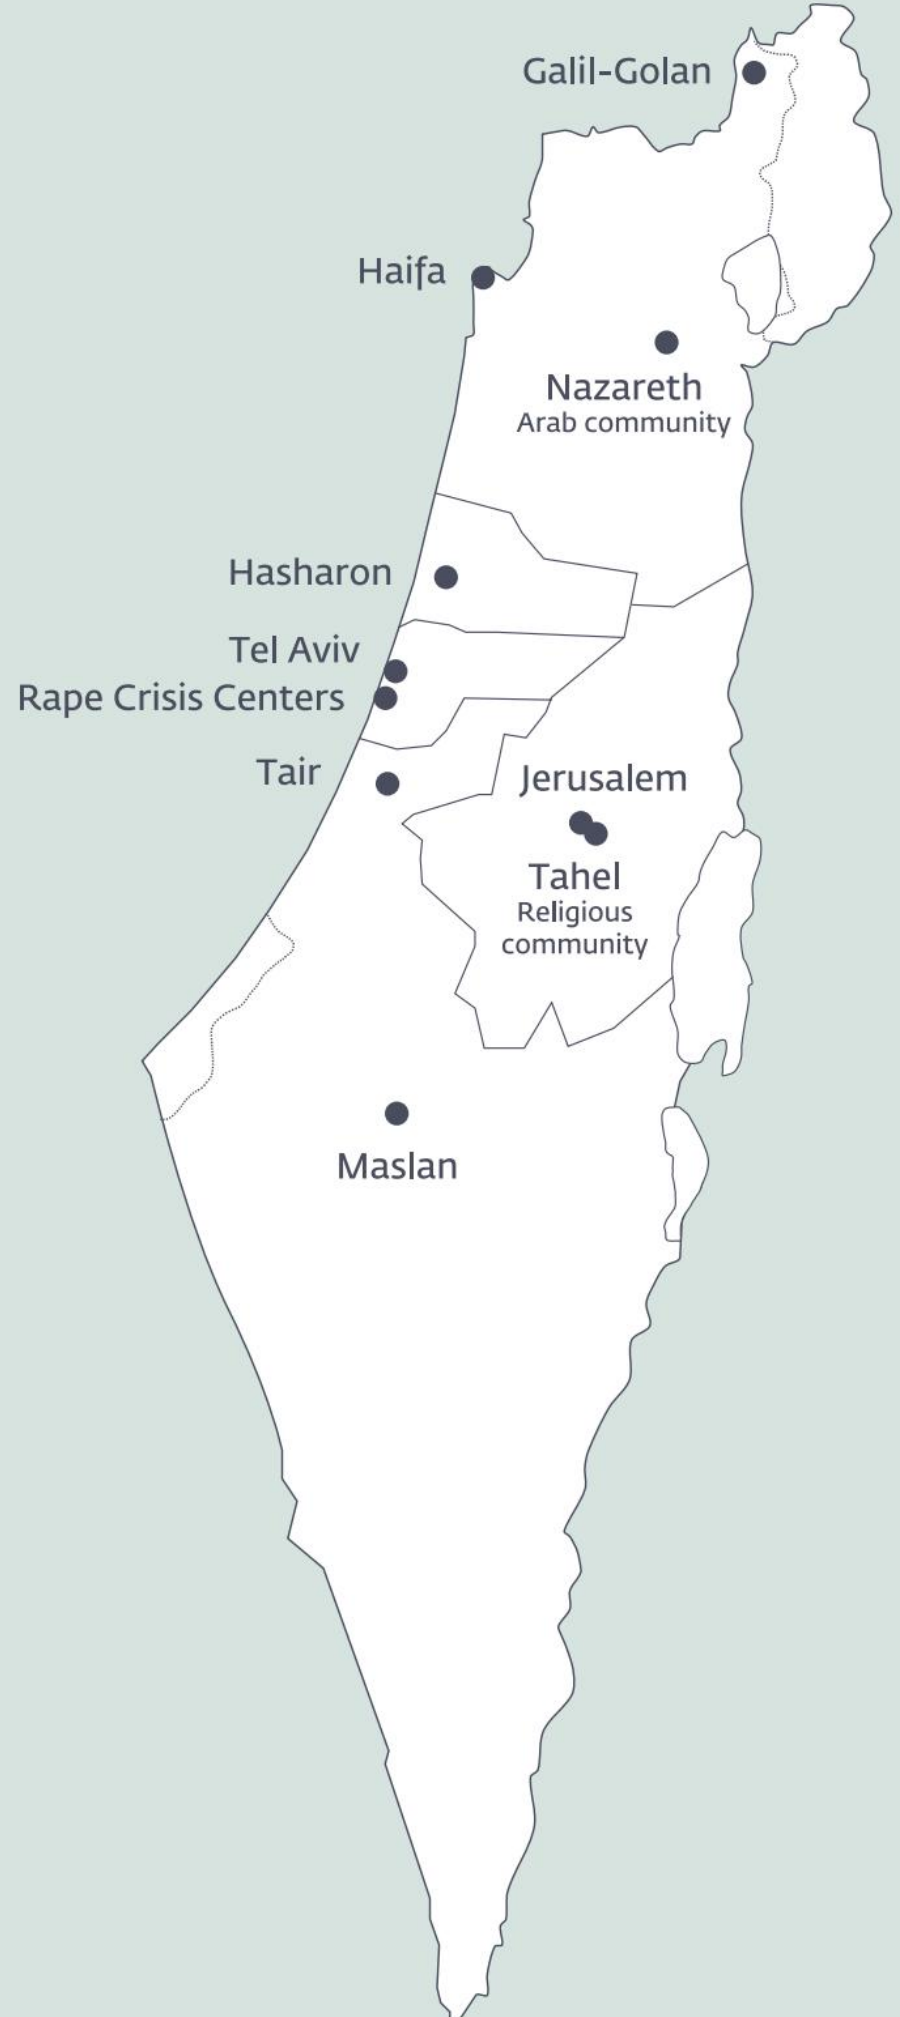 Galil-Golan
Haifa
Nazareth
Arab community
Hasharon
Tel Aviv
Rape Crisis Centers
Tair
Jerusalem
Tahel
Religious
community
Maslan